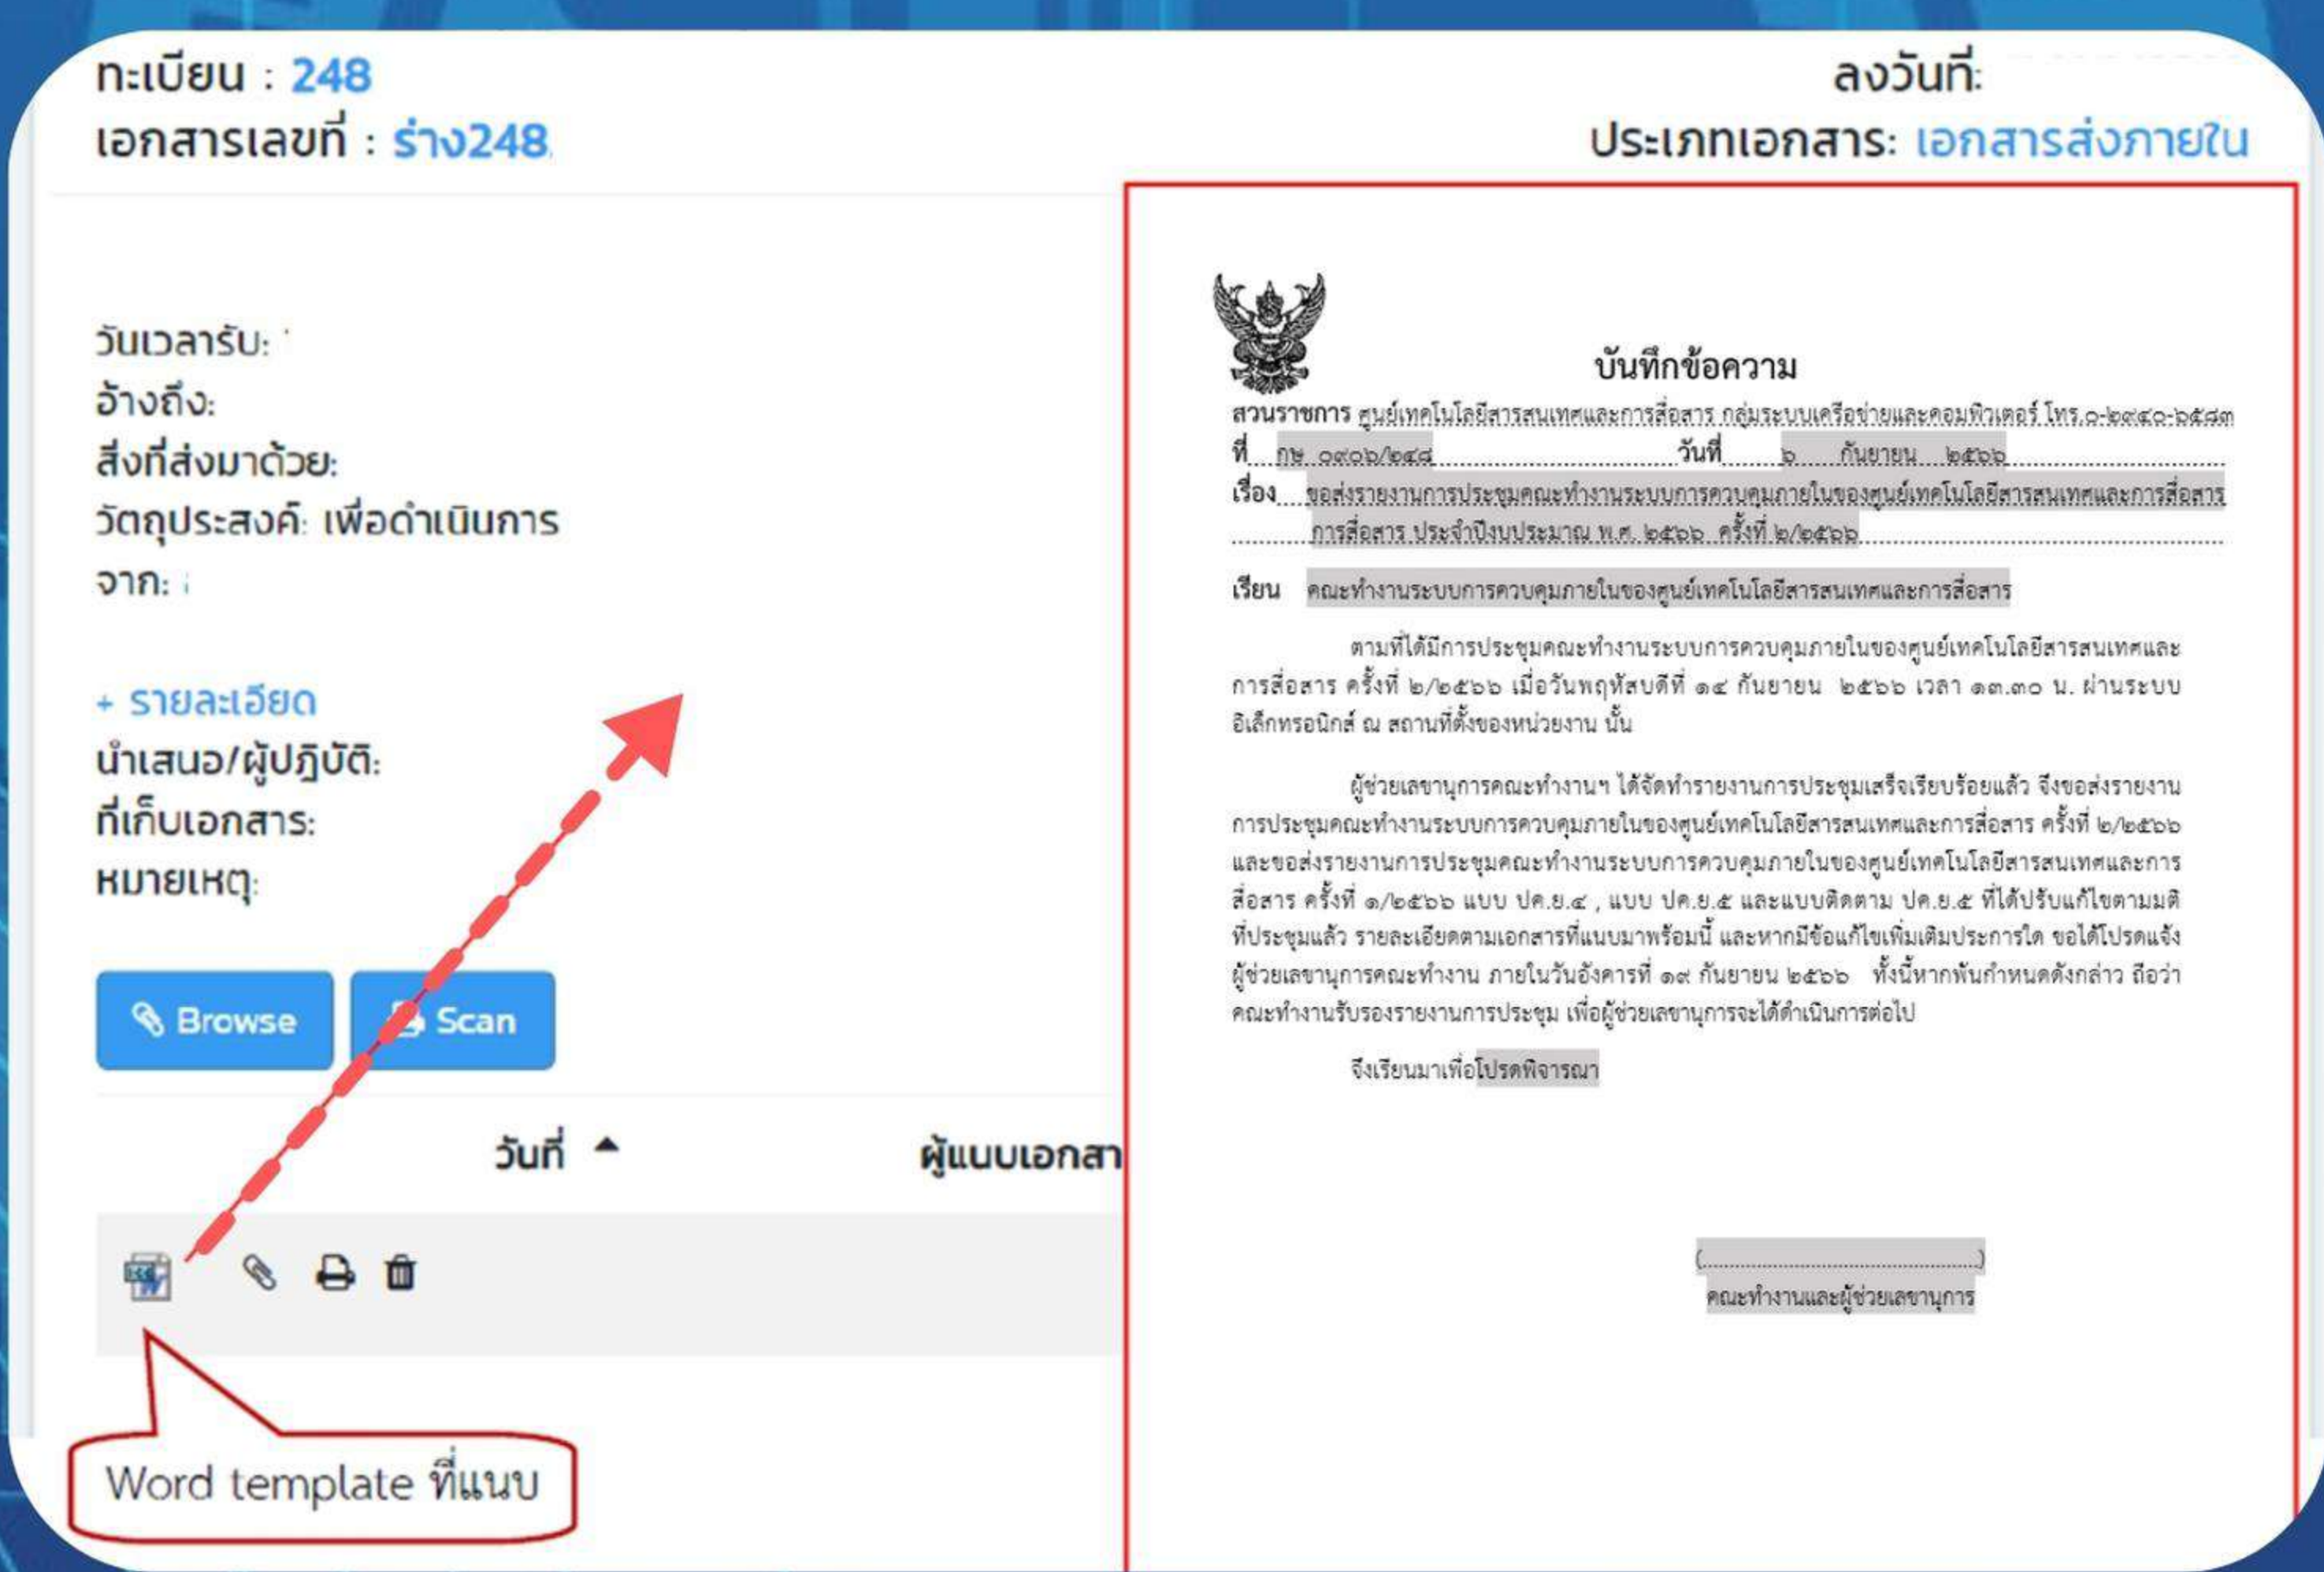 ทะเบียน : 248
ลงวันที่:
เอกสารเลขที่ : ร่าง248
ประเภทเอกสาร: เอกสารส่งภายใน
วันเวลารับ:
อ้างถึง:
สิ่งที่ส่งมาด้วย:
วัตถุประสงค์: เพื่อดำเนินการ
จาก:
+ รายละเอียด
นำเสนอ/ผู้ปฏิบัติ:
ที่เก็บเอกสาร:
หมายเหตุ:
Browse
Scan
วันที่
ผู้แนบเอกสา
Word template ที่แนบ
บันทึกข้อความ
สวนราชการ ศูนย์เทคโนโลยีสารสนเทศและการสื่อสาร กลุ่มระบบเครือข่ายและคอมพิวเตอร์ โทร.๐-๒๙๔๐-๖๕๘๓
ที่ กษ ๐๙๐๖/๒๔๘ วันที่ ๖ กันยายน ๒๕๖๖
เรื่อง ขอส่งรายงานการประชุมคณะทำงานระบบการควบคุมภายในของศูนย์เทคโนโลยีสารสนเทศและการสื่อสาร
การสื่อสาร ประจำปีงบประมาณ พ.ศ. ๒๕๖๖ ครั้งที่ ๒/๒๕๖๖
เรียน คณะทำงานระบบการควบคุมภายในของศูนย์เทคโนโลยีสารสนเทศและการสื่อสาร
ตามที่ได้มีการประชุมคณะทำงานระบบการควบคุมภายในของศูนย์เทคโนโลยีสารสนเทศและ
การสื่อสาร ครั้งที่ ๒/๒๕๖๖ เมื่อวันพฤหัสบดีที่ ๑๔ กันยายน ๒๕๖๖ เวลา ๑๓.๓๐ น. ผ่านระบบ
อิเล็กทรอนิกส์ ณ สถานที่ตั้งของหน่วยงาน นั้น
ผู้ช่วยเลขานุการคณะทำงานฯ ได้จัดทำรายงานการประชุมเสร็จเรียบร้อยแล้ว จึงขอส่งรายงาน
การประชุมคณะทำงานระบบการควบคุมภายในของศูนย์เทคโนโลยีสารสนเทศและการสื่อสาร ครั้งที่ ๒/๒๕๖๖
และขอส่งรายงานการประชุมคณะทำงานระบบการควบคุมภายในของศูนย์เทคโนโลยีสารสนเทศและการ
สื่อสาร ครั้งที่ ๑/๒๕๖๖ แบบ ปค.ย.๔ , แบบ ปค.ย.๕ และแบบติดตาม ปค.ย.๕ ที่ได้ปรับแก้ไขตามมติ
ที่ประชุมแล้ว รายละเอียดตามเอกสารที่แนบมาพร้อมนี้ และหากมีข้อแก้ไขเพิ่มเติมประการใด ขอได้โปรดแจ้ง
ผู้ช่วยเลขานุการคณะทำงาน ภายในวันอังคารที่ ๑๙ กันยายน ๒๕๖๖ ทั้งนี้หากพ้นกำหนดดังกล่าว ถือว่า
คณะทำงานรับรองรายงานการประชุม เพื่อผู้ช่วยเลขานุการจะได้ดำเนินการต่อไป
จึงเรียนมาเพื่อโปรดพิจารณา
(..............................................)
คณะทำงานและผู้ช่วยเลขานุการ